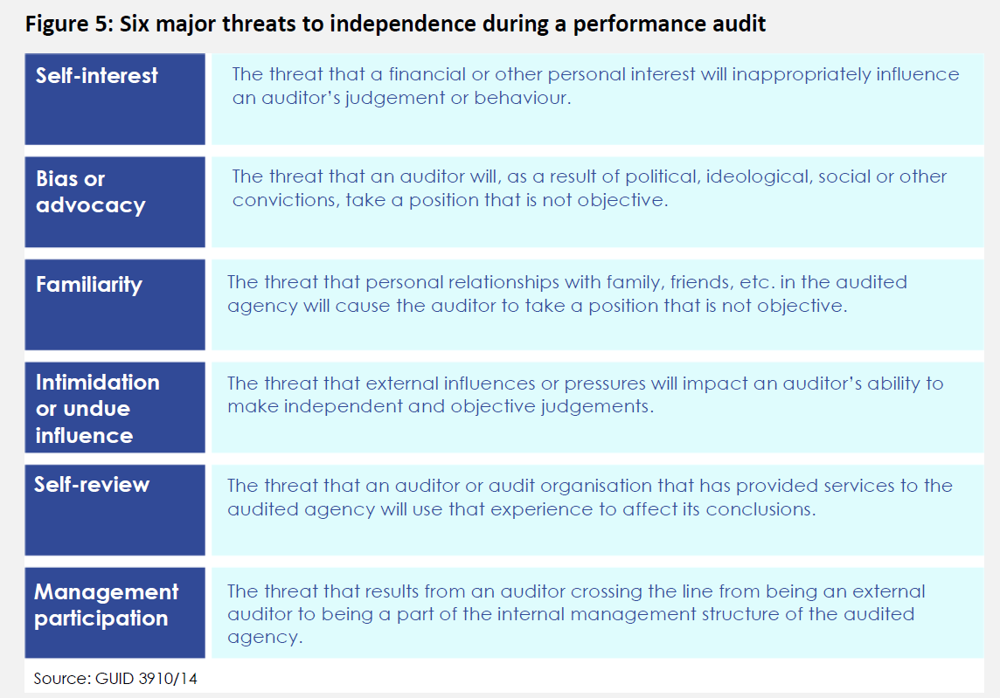 Figure 5: Six major threats to independence during a performance audit
Self-interest
The threat that a financial or other personal interest will inappropriately influence
an auditor's judgement or behaviour.
Bias or
advocacy
The threat that an auditor will, as a result of political, ideological, social or other
convictions, take a position that is not objective.
Familiarity
The threat that personal relationships with family, friends, etc. in the audited
agency will cause the auditor to take a position that is not objective.
Intimidation
or undue
influence
The threat that external influences or pressures will impact an auditor's ability to
make independent and objective judgements.
Self-review
The threat that an auditor or audit organisation that has provided services to the
audited agency will use that experience to affect its conclusions.
Management
participation
The threat that results from an auditor crossing the line from being an external
auditor to being a part of the internal management structure of the audited
agency.
Source: GUID 3910/14